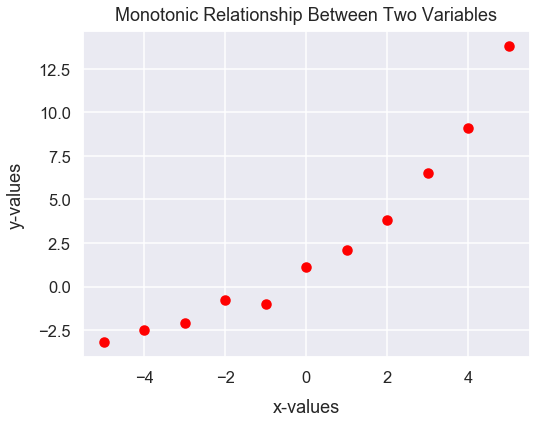 Monotonic Relationship Between Two Variables
12.5
10.0
7.5
5.0
2.5
0.0
−2.5
y-values
−4 −2 0 2 4
x-values